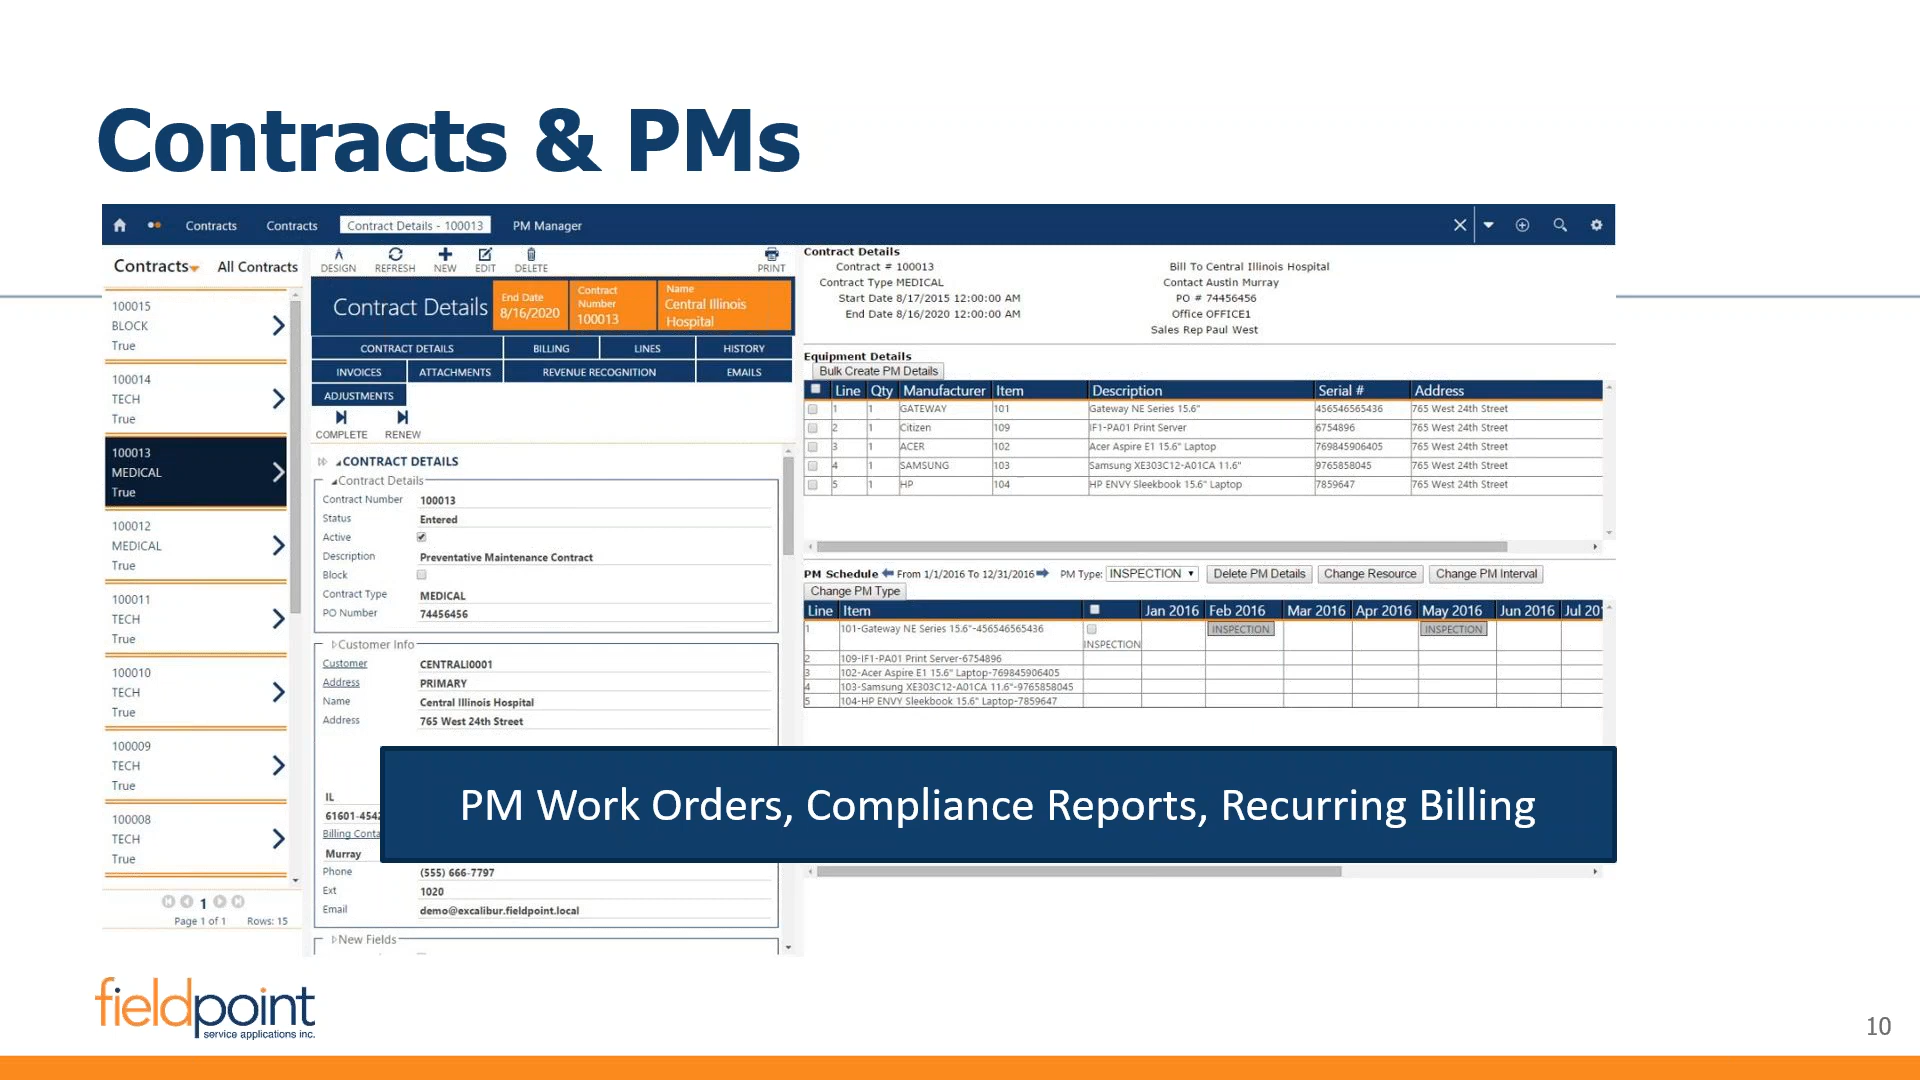 Contracts & PMs
Contracts Contracts Contract Details - 100013 PM Manager
Contracts All Contracts
100015
BLOCK
True
100014
TECH
True
100013
MEDICAL
True
100012
MEDICAL
True
100011
TECH
True
100010
TECH
True
100009
TECH
True
100008
TECH
True
1
Page 1 of 1 Rows: 15
DESIGN REFRESH NEW EDIT DELETE PRINT
Contract Details
End Date
8/16/2020
Contract
Number
100013
Name
Central Illinois
Hospital
CONTRACT DETAILS BILLING LINES HISTORY
INVOICES ATTACHMENTS REVENUE RECOGNITION EMAILS
ADJUSTMENTS
COMPLETE RENEW
CONTRACT DETAILS
Contract Details
Contract Number 100013
Status Entered
Active
Description Preventative Maintenance Contract
Block
Contract Type MEDICAL
PO Number 74456456
Customer Info
Customer CENTRALI0001
Address PRIMARY
Name Central Illinois Hospital
Address 765 West 24th Street
IL
61601-4542
Billing Conta
Murray
Phone (555) 666-7797
Ext 1020
Email demo@excalibur.fieldpoint.local
New Fields
Contract Details
Contract # 100013
Contract Type MEDICAL
Start Date 8/17/2015 12:00:00 AM
End Date 8/16/2020 12:00:00 AM
Bill To Central Illinois Hospital
Contact Austin Murray
PO # 74456456
Office OFFICE1
Sales Rep Paul West
Equipment Details
Bulk Create PM Details
Line Qty Manufacturer Item Description Serial # Address
1 1 GATEWAY 101 Gateway NE Series 15.6" 456546565436 765 West 24th Street
2 1 Citizen 109 IF1-PA01 Print Server 6754896 765 West 24th Street
3 1 ACER 102 Acer Aspire E1 15.6" Laptop 769845906405 765 West 24th Street
4 1 SAMSUNG 103 Samsung XE303C12-A01CA 11.6" 9765858045 765 West 24th Street
5 1 HP 104 HP ENVY Sleekbook 15.6" Laptop 7859647 765 West 24th Street
PM Schedule From 1/1/2016 To 12/31/2016 PM Type: INSPECTION Delete PM Details Change Resource Change PM Interval
Change PM Type
Line Item Jan 2016 Feb 2016 Mar 2016 Apr 2016 May 2016 Jun 2016 Jul 20
1 101-Gateway NE Series 15.6"-456546565436 INSPECTION INSPECTION
INSPECTION
2 109-IF1-PA01 Print Server-6754896
3 102-Acer Aspire E1 15.6" Laptop-769845906405
4 103-Samsung XE303C12-A01CA 11.6"-9765858045
5 104-HP ENVY Sleekbook 15.6" Laptop-7859647
PM Work Orders, Compliance Reports, Recurring Billing
fieldpoint
service applications inc.
10